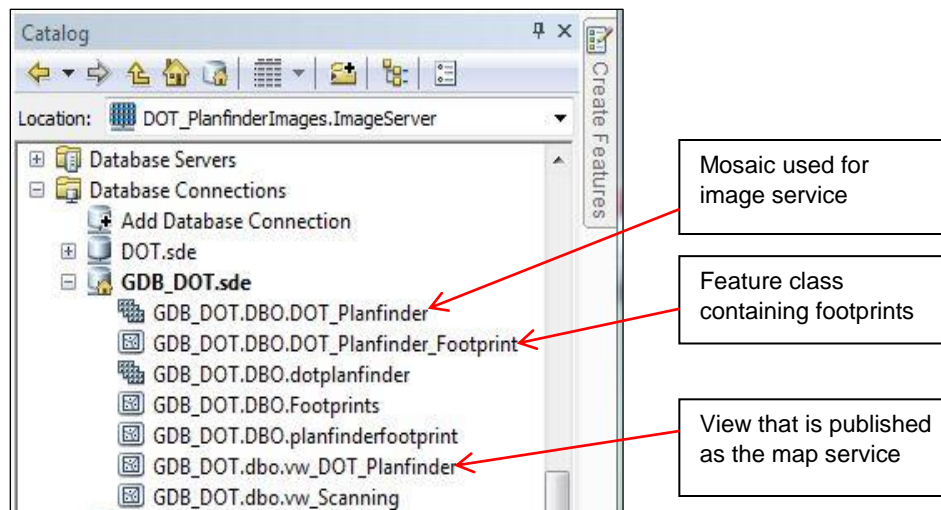 Catalog
Location: DOT_PlanfinderImages.ImageServer
Database Servers
Database Connections
Add Database Connection
DOT.sde
GDB_DOT.sde
GDB_DOT.DBO.DOT_Planfinder
GDB_DOT.DBO.DOT_Planfinder_Footprint
GDB_DOT.DBO.dotplanfinder
GDB_DOT.DBO.Footprints
GDB_DOT.DBO.planfinderfootprint
GDB_DOT.dbo.vw_DOT_Planfinder
GDB_DOT.dbo.vw_Scanning
Create Features
Mosaic used for
image service
Feature class
containing footprints
View that is published
as the map service